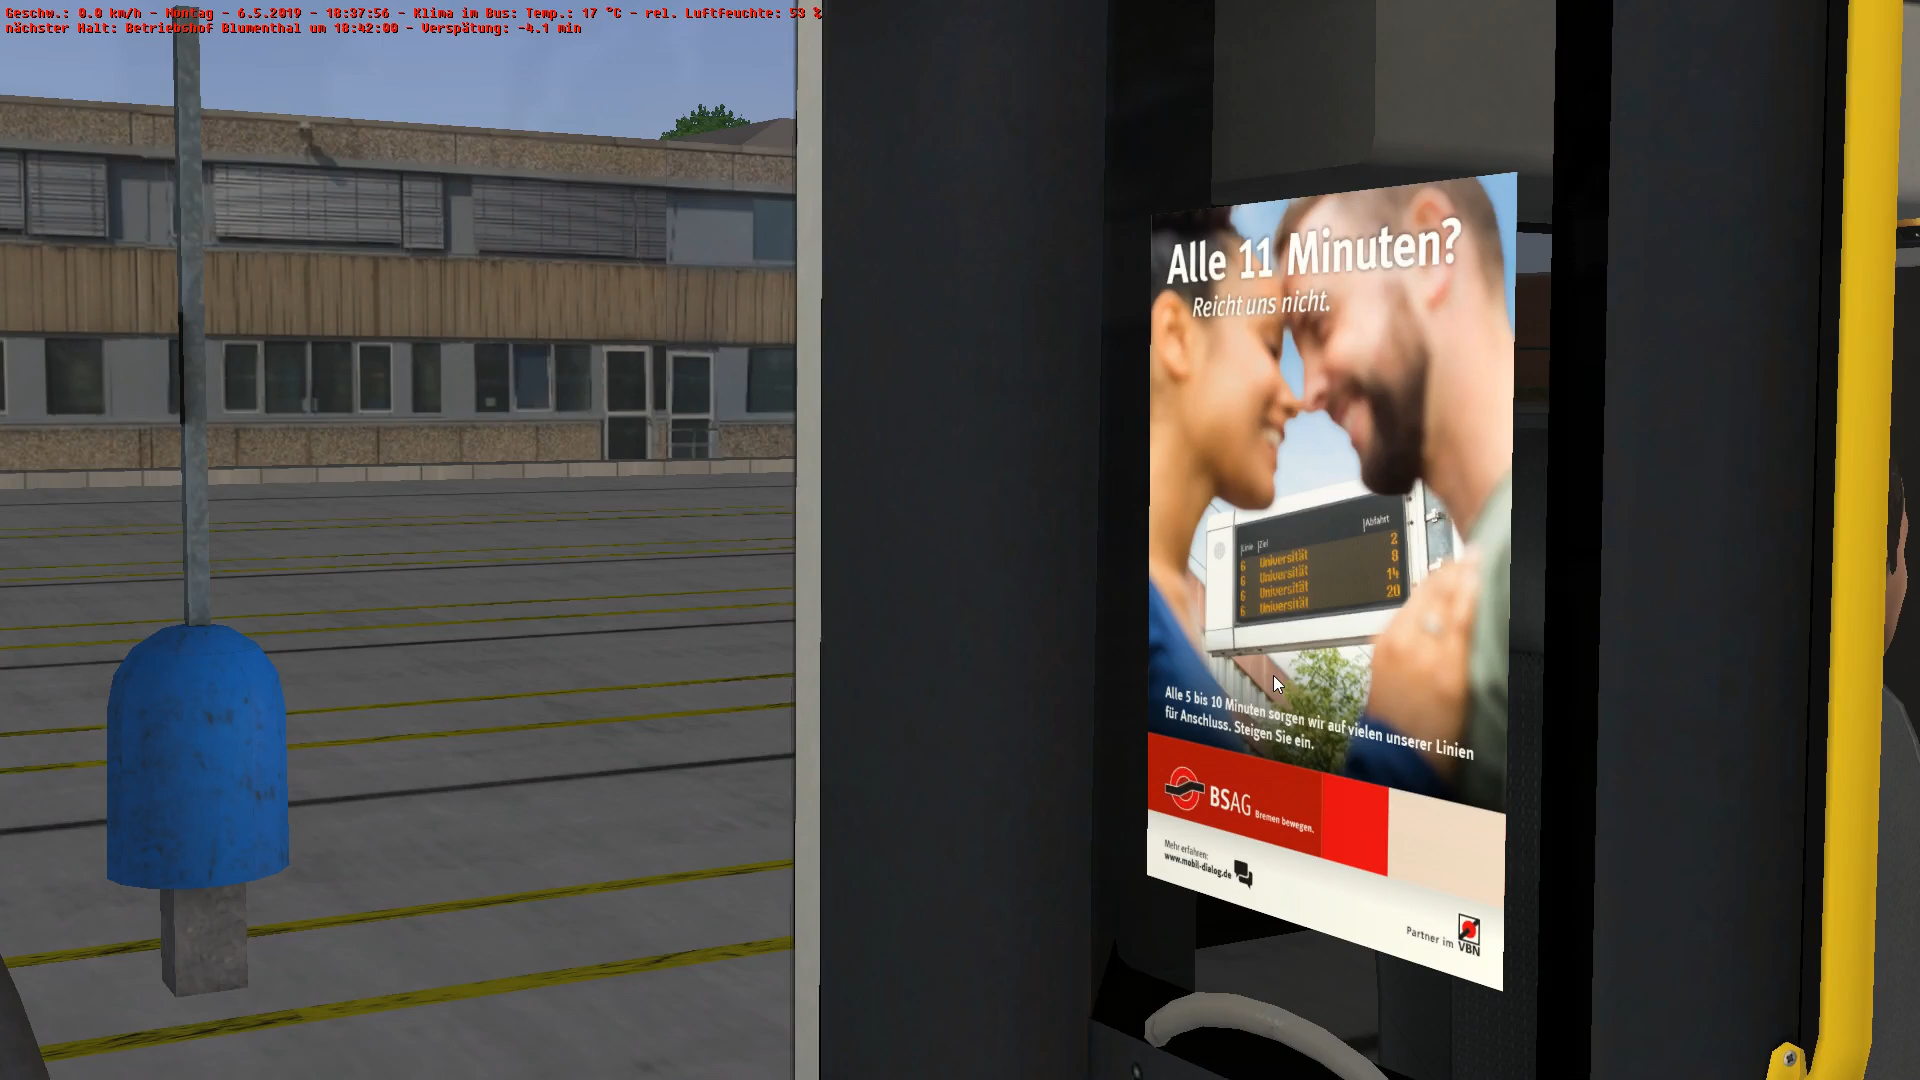 Geschw.: 0.0 km/h - Montag - 6.5.2019 - 18:37:56 - Klima im Bus: Temp.: 17 °C - rel. Luftfeuchte: 53 %
nächster Halt: Betriebshof Blumenthal um 18:42:00 - Verspätung: -4.1 min
Alle 11 Minuten?
Reicht uns nicht.
Linie Ziel Abfahrt
6 Universität 2
6 Universität 8
6 Universität 14
6 Universität 20
Alle 5 bis 10 Minuten sorgen wir auf vielen unserer Linien
für Anschluss. Steigen Sie ein.
BSAG Bremen bewegen.
Mehr erfahren:
www.mobil-dialog.de
Partner im VBN